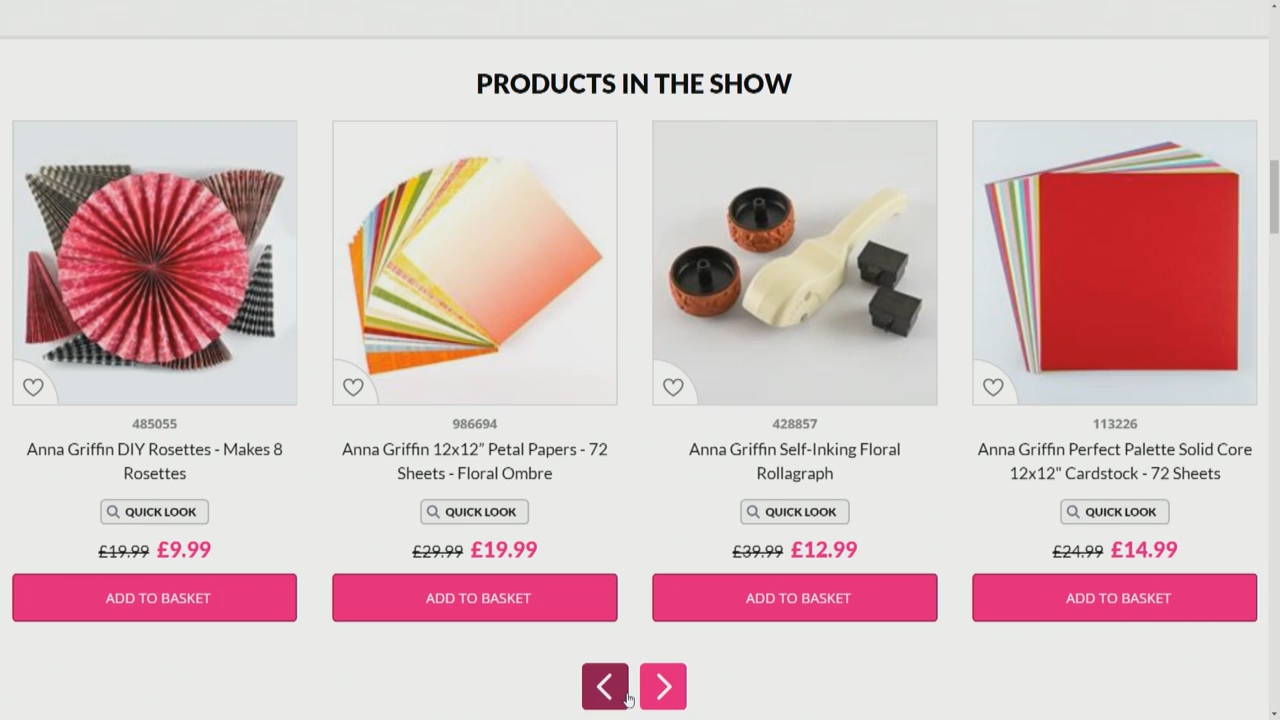 PRODUCTS IN THE SHOW
485055
Anna Griffin DIY Rosettes - Makes 8
Rosettes
QUICK LOOK
£19.99 £9.99
ADD TO BASKET
986694
Anna Griffin 12x12” Petal Papers - 72
Sheets - Floral Ombre
QUICK LOOK
£29.99 £19.99
ADD TO BASKET
428857
Anna Griffin Self-Inking Floral
Rollagraph
QUICK LOOK
£39.99 £12.99
ADD TO BASKET
113226
Anna Griffin Perfect Palette Solid Core
12x12" Cardstock - 72 Sheets
QUICK LOOK
£24.99 £14.99
ADD TO BASKET